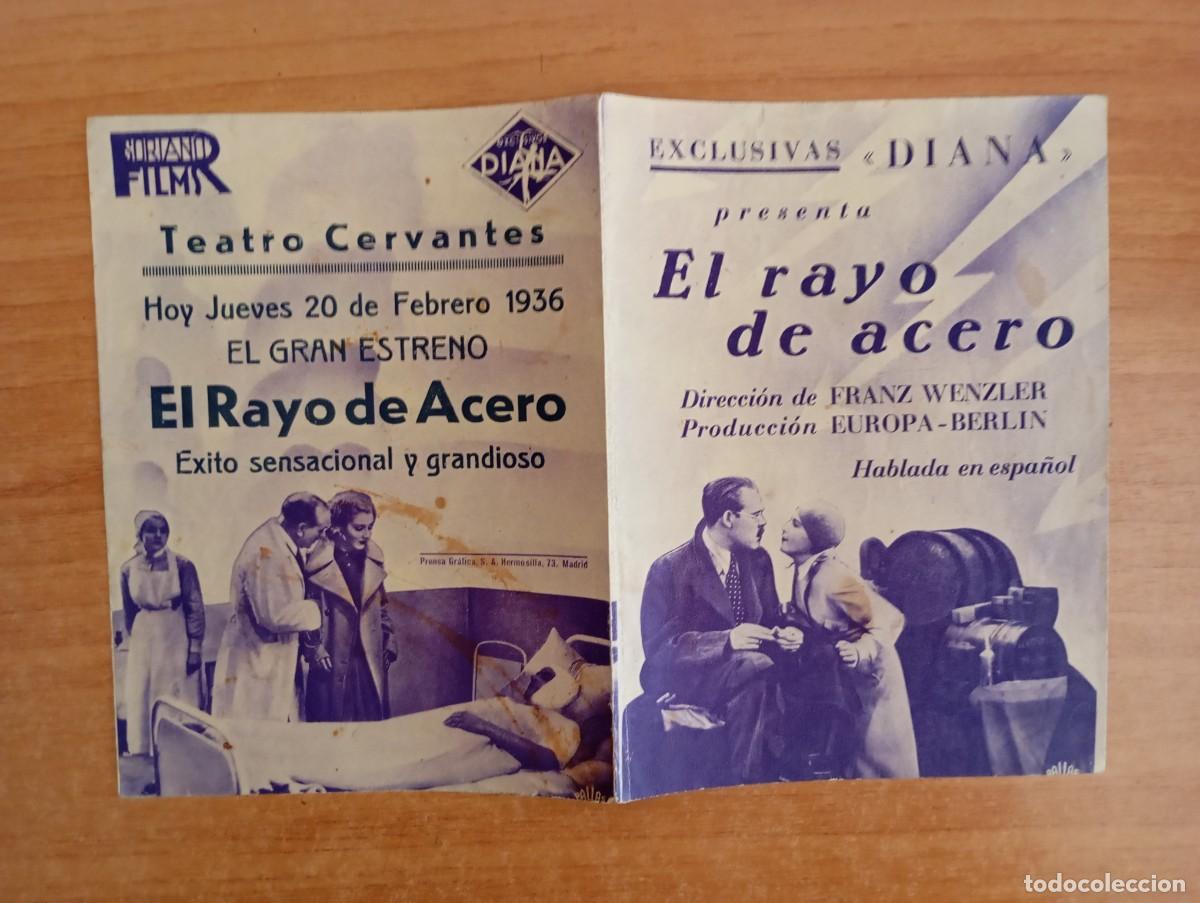 SORIANO
FILMS
DIANA
Teatro Cervantes
Hoy Jueves 20 de Febrero 1936
EL GRAN ESTRENO
El Rayo de Acero
Exito sensacional y grandioso
Prensa Gráfica, S. A. Hermosilla, 73, Madrid
EXCLUSIVAS «DIANA»
presenta
El rayo
de acero
Dirección de FRANZ WENZLER
Producción EUROPA-BERLIN
Hablada en español
todocoleccion